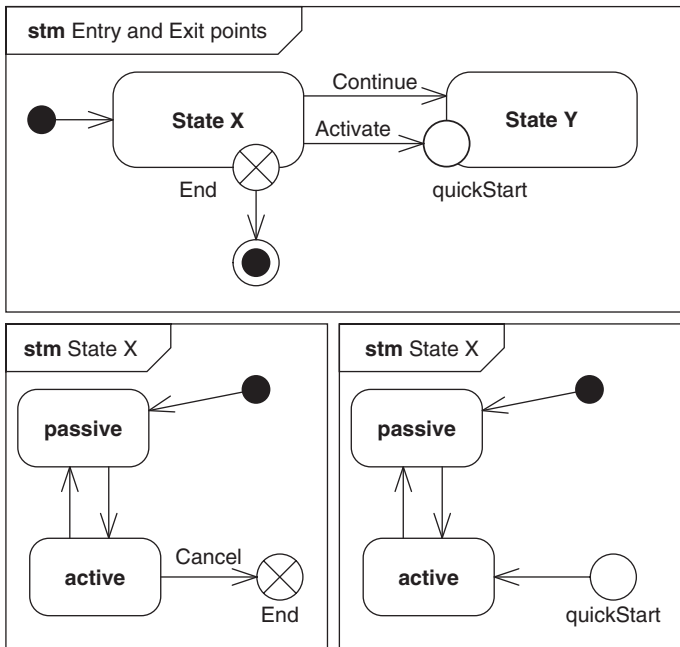 stm Entry and Exit points
Continue
State X
State Y
Activate
End
quickStart
stm State X
passive
active
Cancel
End
stm State X
passive
active
quickStart